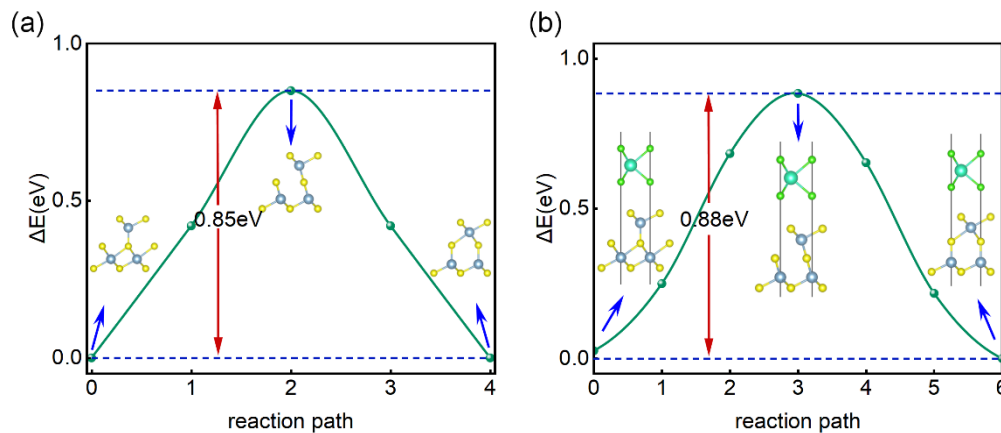 (a)
1.0
0.5
0.0
ΔE(eV)
0.85eV
0 1 2 3 4
reaction path
(b)
1.0
0.5
0.0
ΔE(eV)
0.88eV
0 1 2 3 4 5 6
reaction path